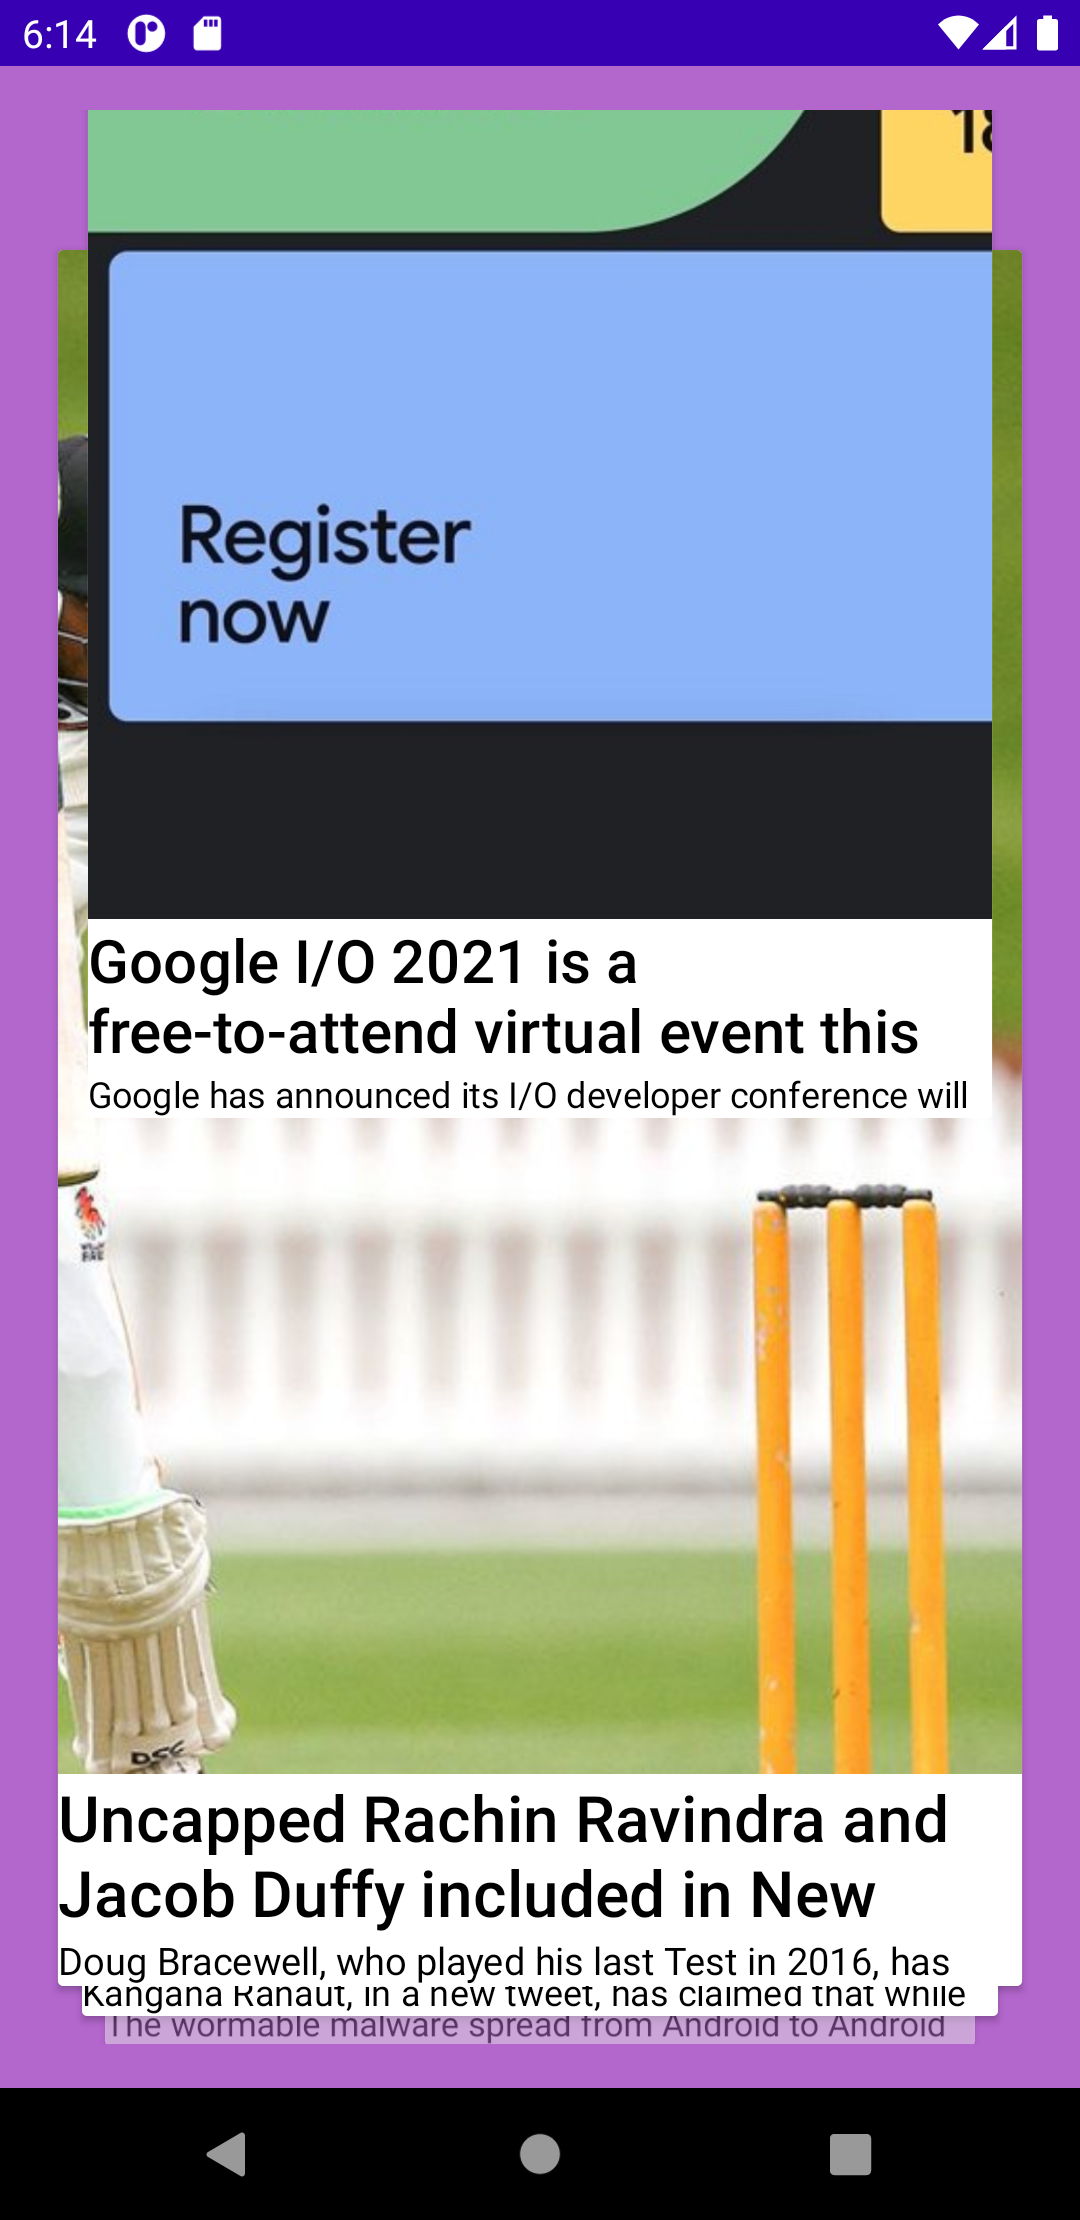 6:14
18
Register
now
Google I/O 2021 is a
free-to-attend virtual event this
Google has announced its I/O developer conference will
DSC
Uncapped Rachin Ravindra and
Jacob Duffy included in New
Doug Bracewell, who played his last Test in 2016, has
Kangana Ranaut, in a new tweet, has claimed that while
The wormable malware spread from Android to Android